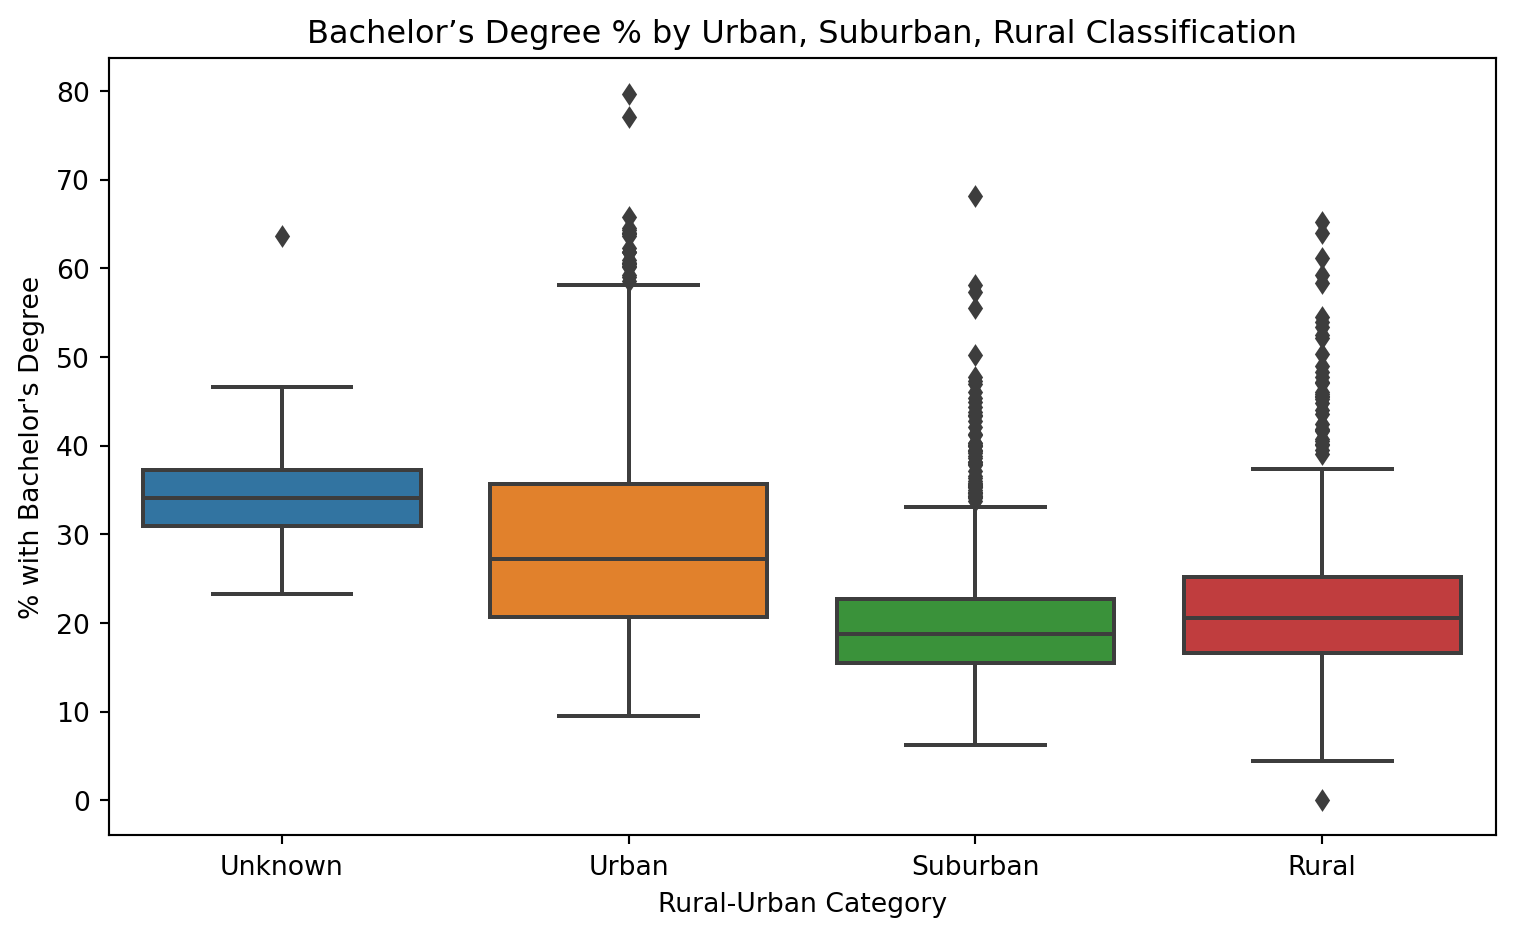 Bachelor’s Degree % by Urban, Suburban, Rural Classification
% with Bachelor's Degree
80
70
60
50
40
30
20
10
0
Unknown Urban Suburban Rural
Rural-Urban Category